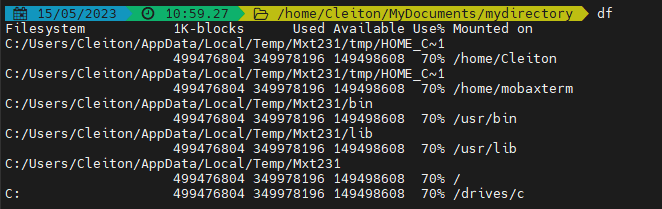 15/05/2023 10:59.27 /home/Cleiton/MyDocuments/mydirectory df
Filesystem 1K-blocks Used Available Use% Mounted on
C:/Users/Cleiton/AppData/Local/Temp/Mxt231/tmp/HOME_C~1
499476804 349978196 149498608 70% /home/Cleiton
C:/Users/Cleiton/AppData/Local/Temp/Mxt231/tmp/HOME_C~1
499476804 349978196 149498608 70% /home/mobaxterm
C:/Users/Cleiton/AppData/Local/Temp/Mxt231/bin
499476804 349978196 149498608 70% /usr/bin
C:/Users/Cleiton/AppData/Local/Temp/Mxt231/lib
499476804 349978196 149498608 70% /usr/lib
C:/Users/Cleiton/AppData/Local/Temp/Mxt231
499476804 349978196 149498608 70% /
C: 499476804 349978196 149498608 70% /drives/c